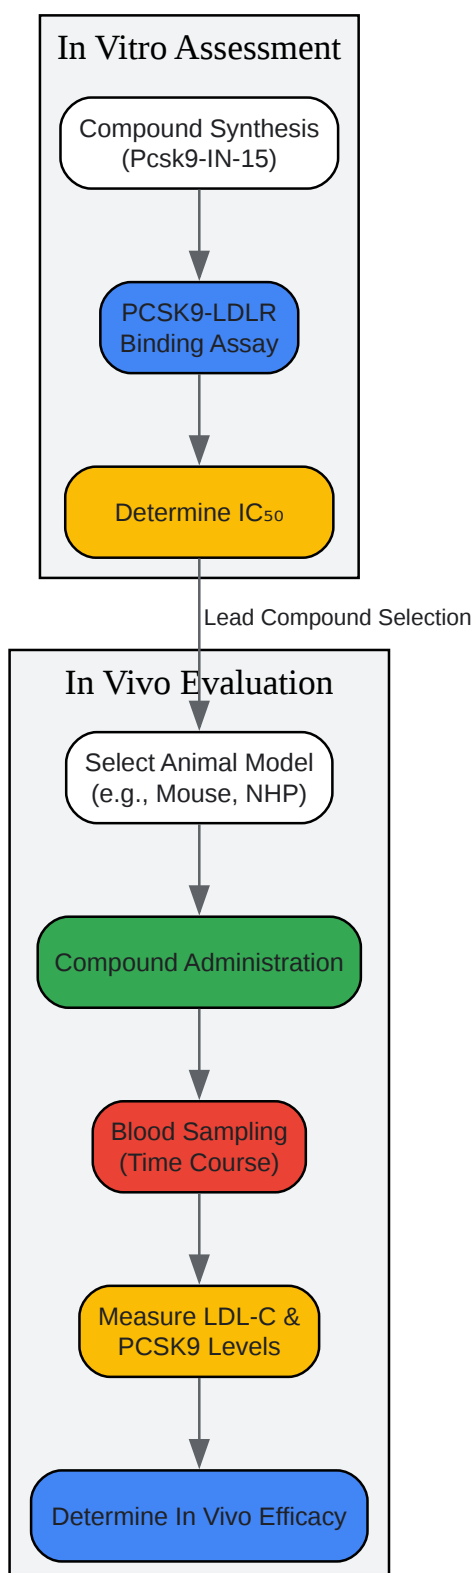 In Vitro Assessment
Compound Synthesis
(Pcsk9-IN-15)
PCSK9-LDLR
Binding Assay
Determine IC₅₀
Lead Compound Selection
In Vivo Evaluation
Select Animal Model
(e.g., Mouse, NHP)
Compound Administration
Blood Sampling
(Time Course)
Measure LDL-C &
PCSK9 Levels
Determine In Vivo Efficacy